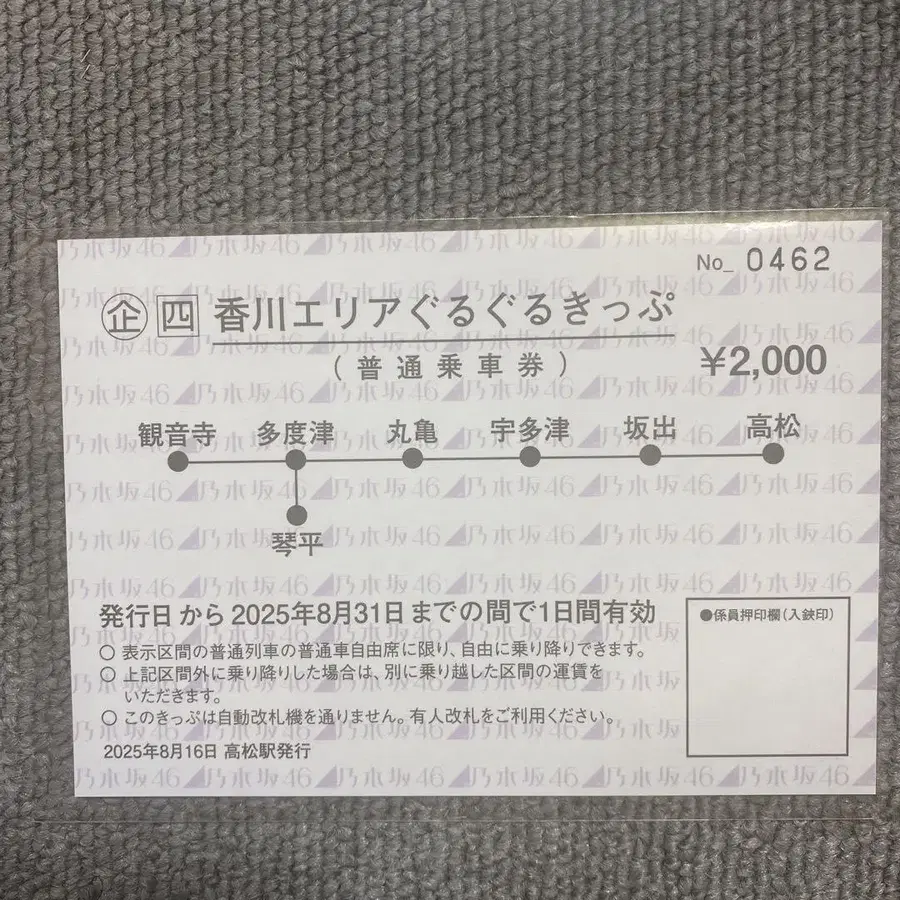 No_ 0462
企 四 香川エリアぐるぐるきっぷ
(普通乗車券)
¥2,000
観音寺 多度津 丸亀 宇多津 坂出 高松
琴平
発行日から2025年8月31日までの間で1日間有効
●係員押印欄(入鋏印)
○ 表示区間の普通列車の普通車自由席に限り、自由に乗り降りできます。
○ 上記区間外に乗り降りした場合は、別に乗り越した区間の運賃を
いただきます。
○ このきっぷは自動改札機を通りません。有人改札をご利用ください。
2025年8月16日 高松駅発行
乃木坂46